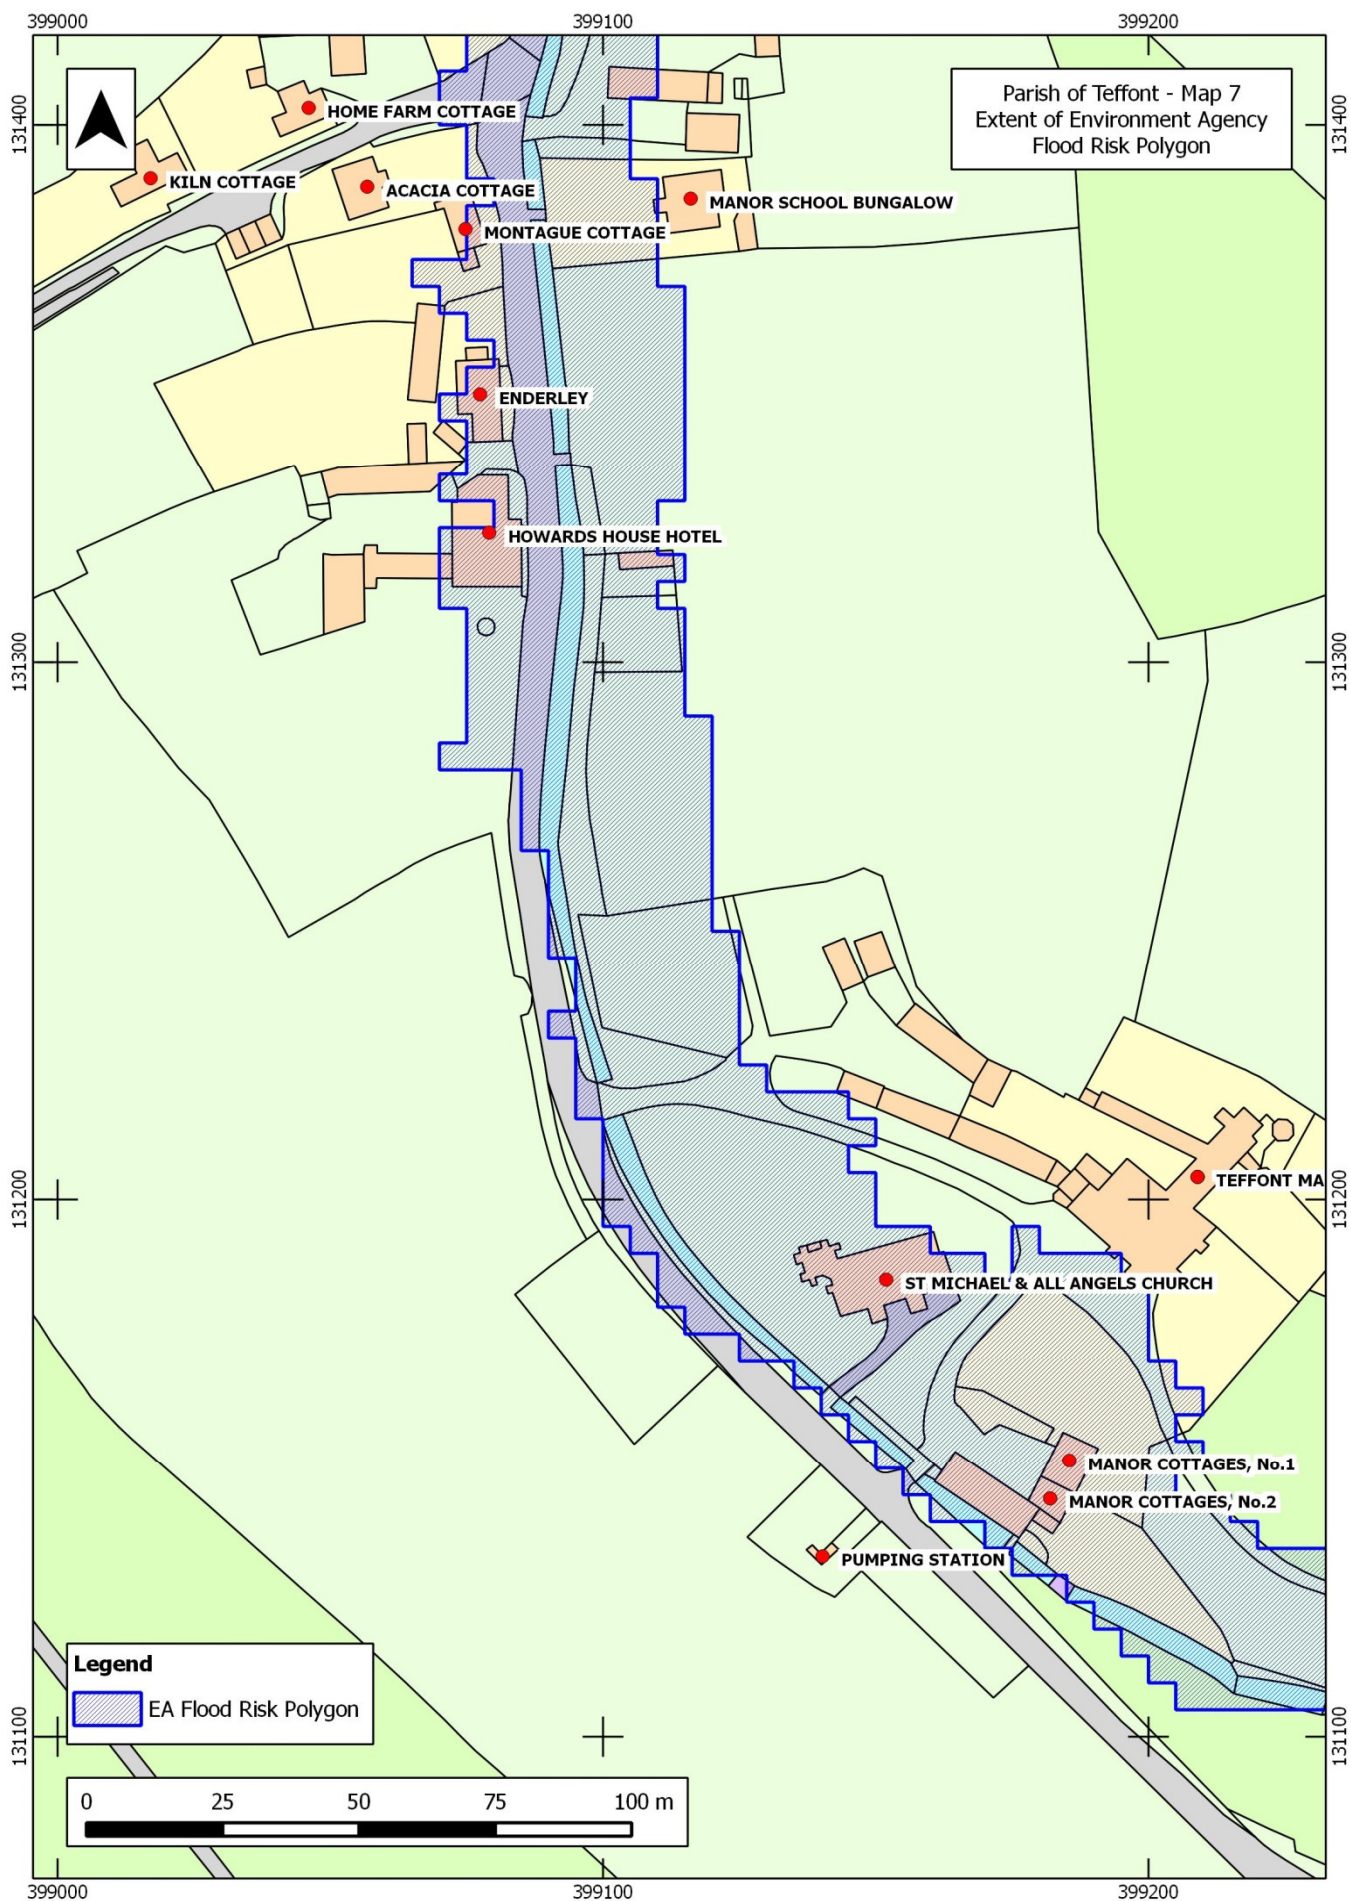 399000
399100
399200
Parish of Teffont - Map 7
Extent of Environment Agency
Flood Risk Polygon
131400
131400
HOME FARM COTTAGE
KILN COTTAGE
ACACIA COTTAGE
MANOR SCHOOL BUNGALOW
MONTAGUE COTTAGE
ENDERLEY
HOWARDS HOUSE HOTEL
131300
131300
TEFFONT MA
131200
131200
ST MICHAEL & ALL ANGELS CHURCH
MANOR COTTAGES, No.1
MANOR COTTAGES, No.2
PUMPING STATION
Legend
EA Flood Risk Polygon
131100
131100
0 25 50 75 100 m
399000
399100
399200